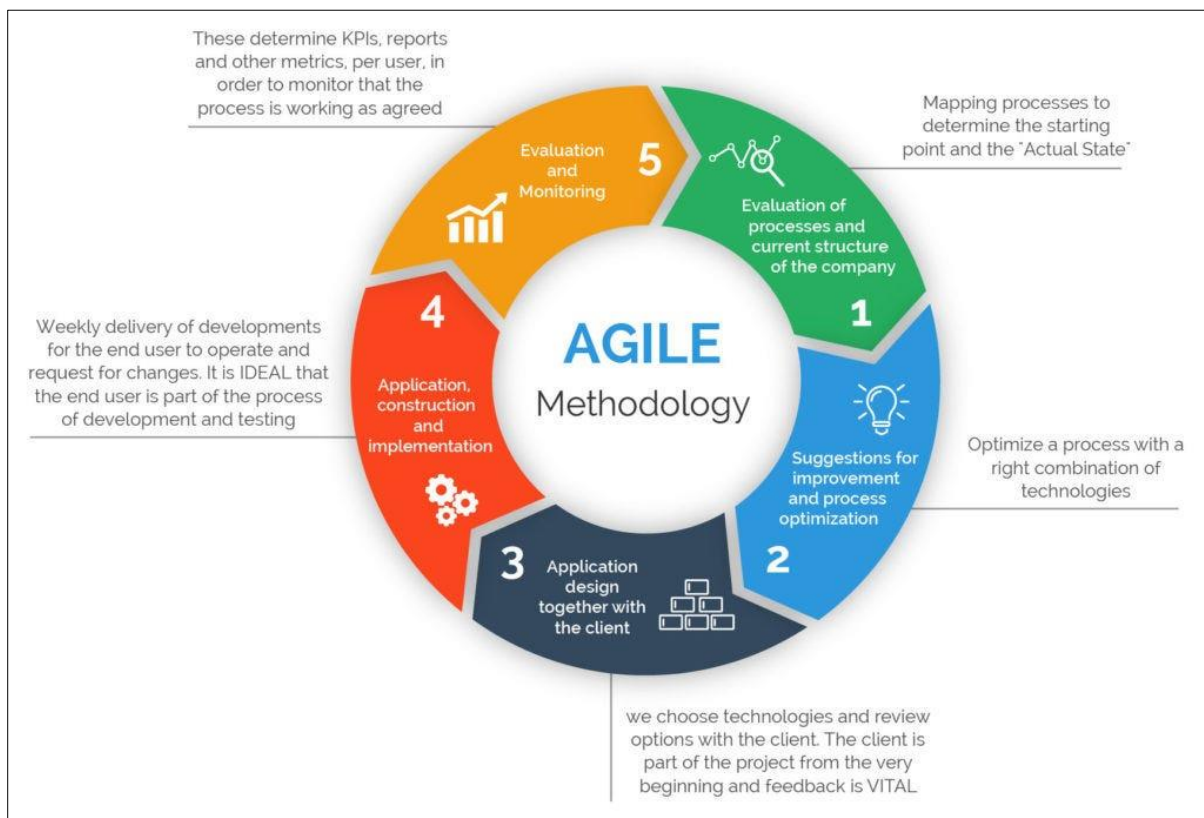 These determine KPIs, reports
and other metrics, per user, in
order to monitor that the
process is working as agreed
Mapping processes to
determine the starting
point and the "Actual State"
Evaluation
and
Monitoring
5
Evaluation of
processes and
current structure
of the company
1
Weekly delivery of developments
for the end user to operate and
request for changes. It is IDEAL that
the end user is part of the process
of development and testing
4
Application,
construction
and
implementation
AGILE
Methodology
Suggestions for
improvement
and process
optimization
2
Optimize a process with a
right combination of
technologies
3
Application
design
together with
the client
we choose technologies and review
options with the client. The client is
part of the project from the very
beginning and feedback is VITAL